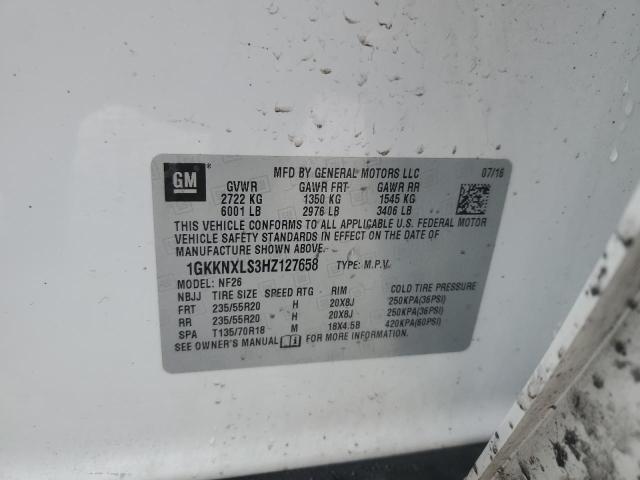 GM
MFD BY GENERAL MOTORS LLC 07/16
GVWR GAWR FRT GAWR RR
2722 KG 1350 KG 1545 KG
6001 LB 2976 LB 3406 LB
THIS VEHICLE CONFORMS TO ALL APPLICABLE U.S. FEDERAL MOTOR
VEHICLE SAFETY STANDARDS IN EFFECT ON THE DATE OF
MANUFACTURE SHOWN ABOVE.
1GKKNXLS3HZ127658 TYPE: M.P.V.
MODEL: NF26
NBJJ TIRE SIZE SPEED RTG RIM COLD TIRE PRESSURE
FRT 235/55R20 H 20X8J 250KPA(36PSI)
RR 235/55R20 H 20X8J 250KPA(36PSI)
SPA T135/70R18 M 18X4.5B 420KPA(60PSI)
SEE OWNER'S MANUAL FOR MORE INFORMATION.